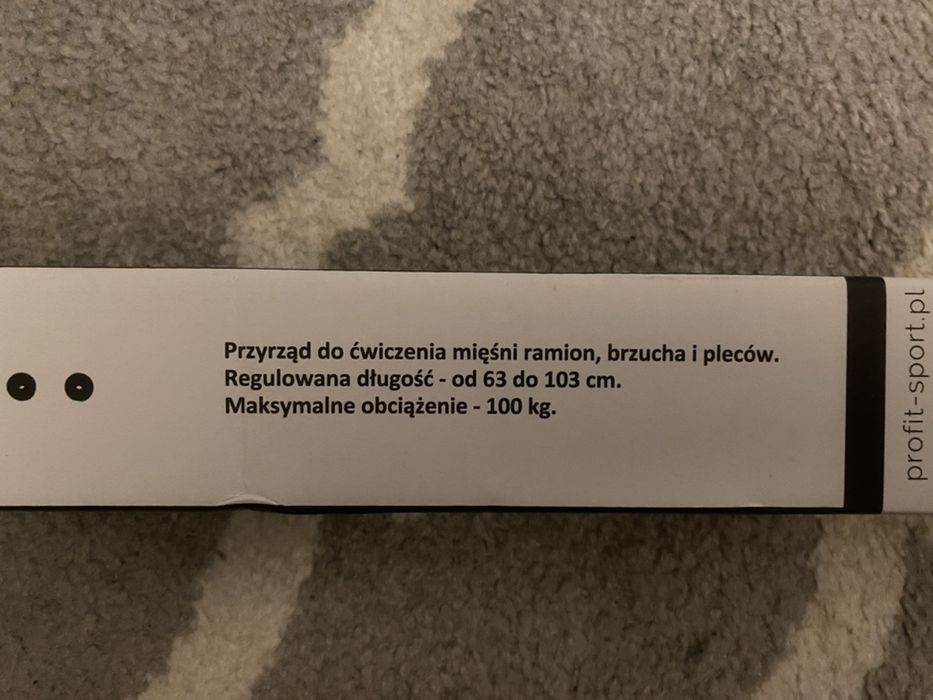 Przyrząd do ćwiczenia mięśni ramion, brzucha i pleców.
Regulowana długość - od 63 do 103 cm.
Maksymalne obciążenie - 100 kg.
profit-sport.pl